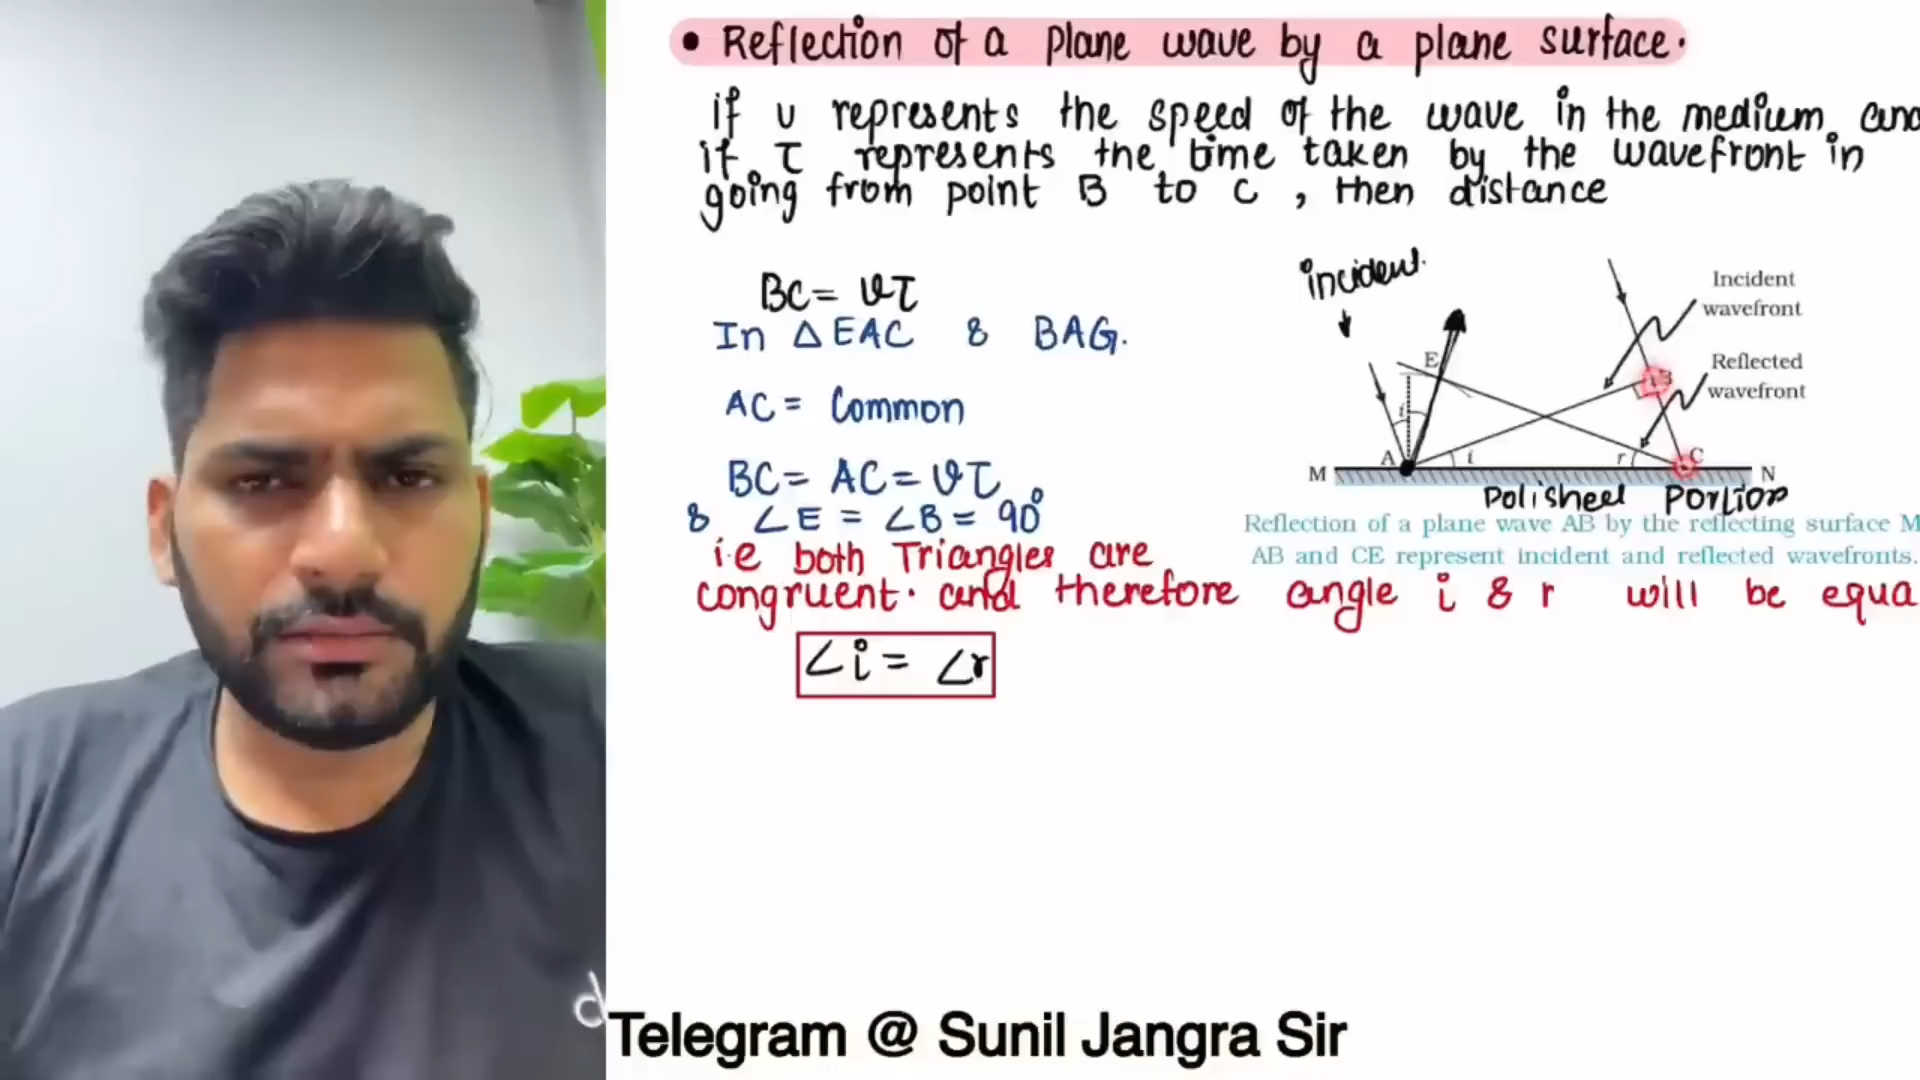 • Reflection of a plane wave by a plane surface.
if υ represents the speed of the wave in the medium and
if τ represents the time taken by the wavefront in
going from point B to C, then distance
BC = υτ
In △EAC & BAG.
AC = Common
BC = AC = υτ
& ∠E = ∠B = 90°
i.e both Triangles are
congruent. and therefore angle i & r will be equa
∠i = ∠r
incident.
Incident
wavefront
Reflected
wavefront
E
B
i
A
i
r
C
M
N
Polished Portion
Reflection of a plane wave AB by the reflecting surface M
AB and CE represent incident and reflected wavefronts.
d
Telegram @ Sunil Jangra Sir